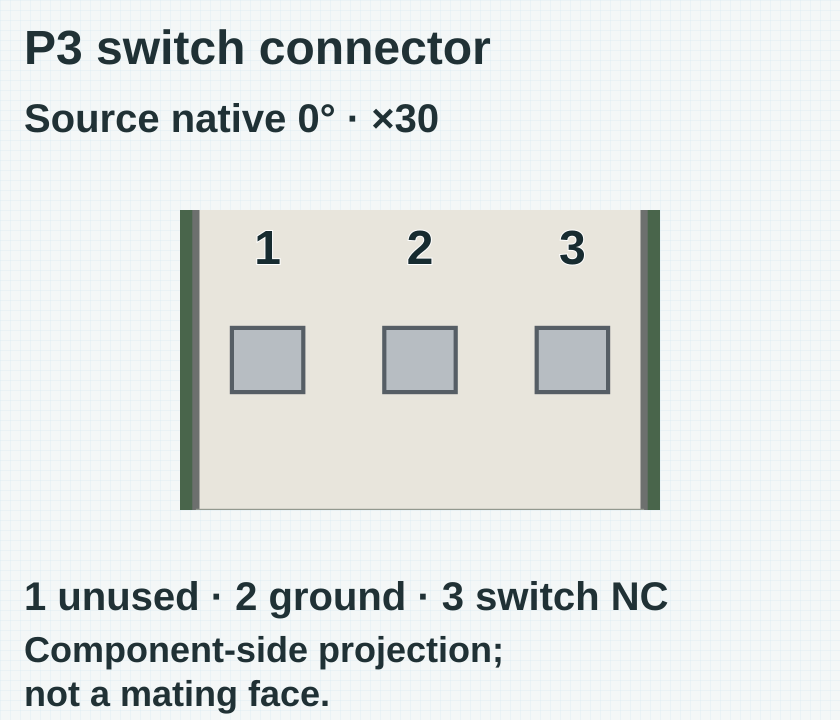 P3 switch connector
Source native 0° · ×30
1 2 3
1 unused · 2 ground · 3 switch NC
Component-side projection;
not a mating face.